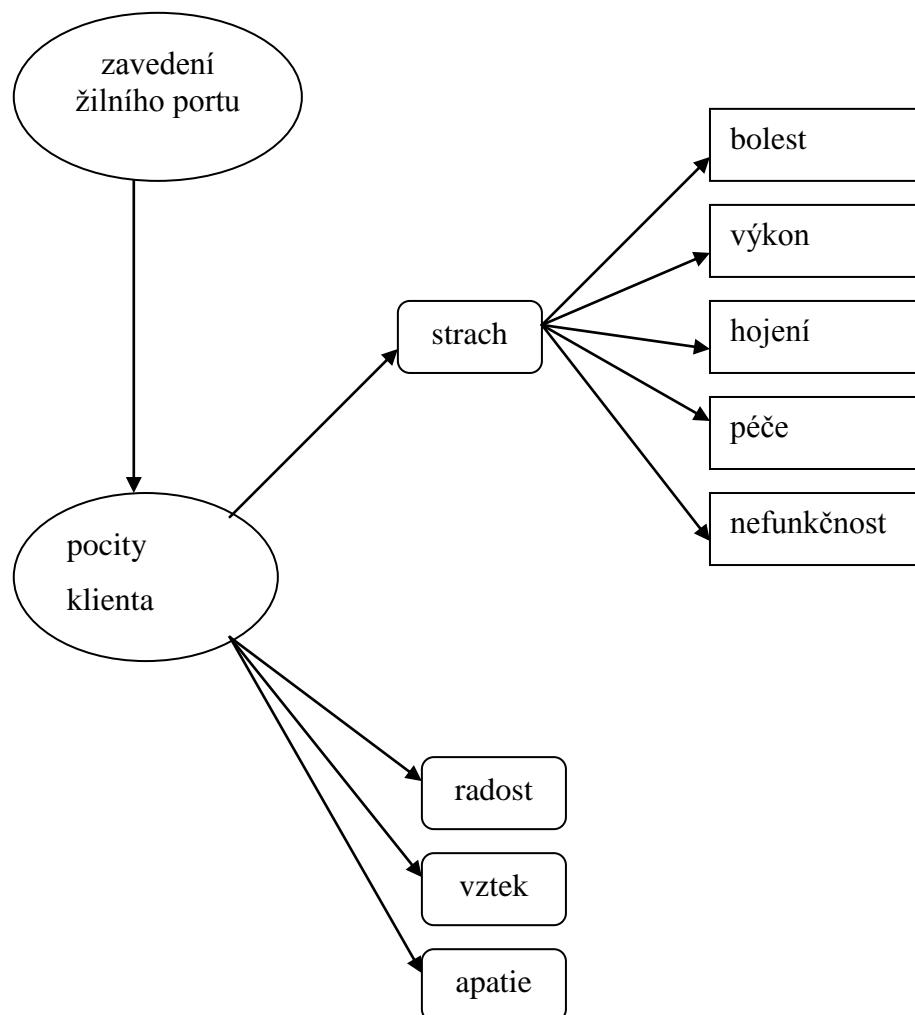 zavedení
žilního portu
bolest
výkon
strach
hojení
péče
nefunkčnost
pocity
klienta
radost
vztek
apatie